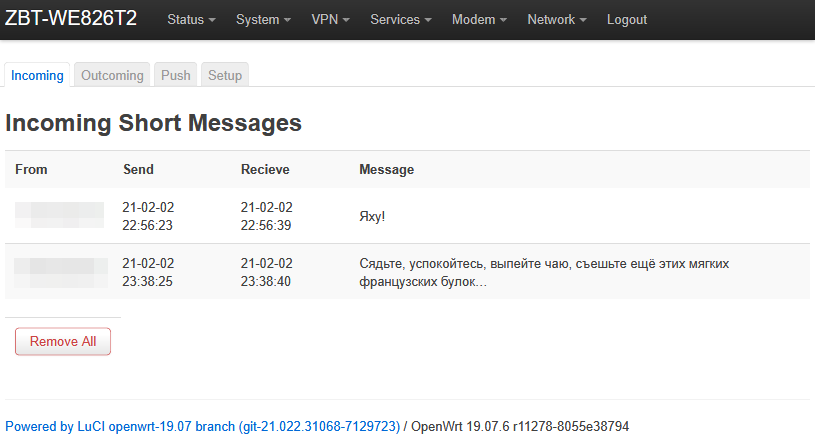 ZBT-WE826T2 Status System VPN Services Modem Network Logout
Incoming Outcoming Push Setup
Incoming Short Messages
From Send Recieve Message
21-02-02 21-02-02
22:56:23 22:56:39
Яху!
21-02-02 21-02-02 Сядьте, успокойтесь, выпейте чаю, съешьте ещё этих мягких
23:38:25 23:38:40 французских булок...
Remove All
Powered by LuCI openwrt-19.07 branch (git-21.022.31068-7129723) / OpenWrt 19.07.6 r11278-8055e38794